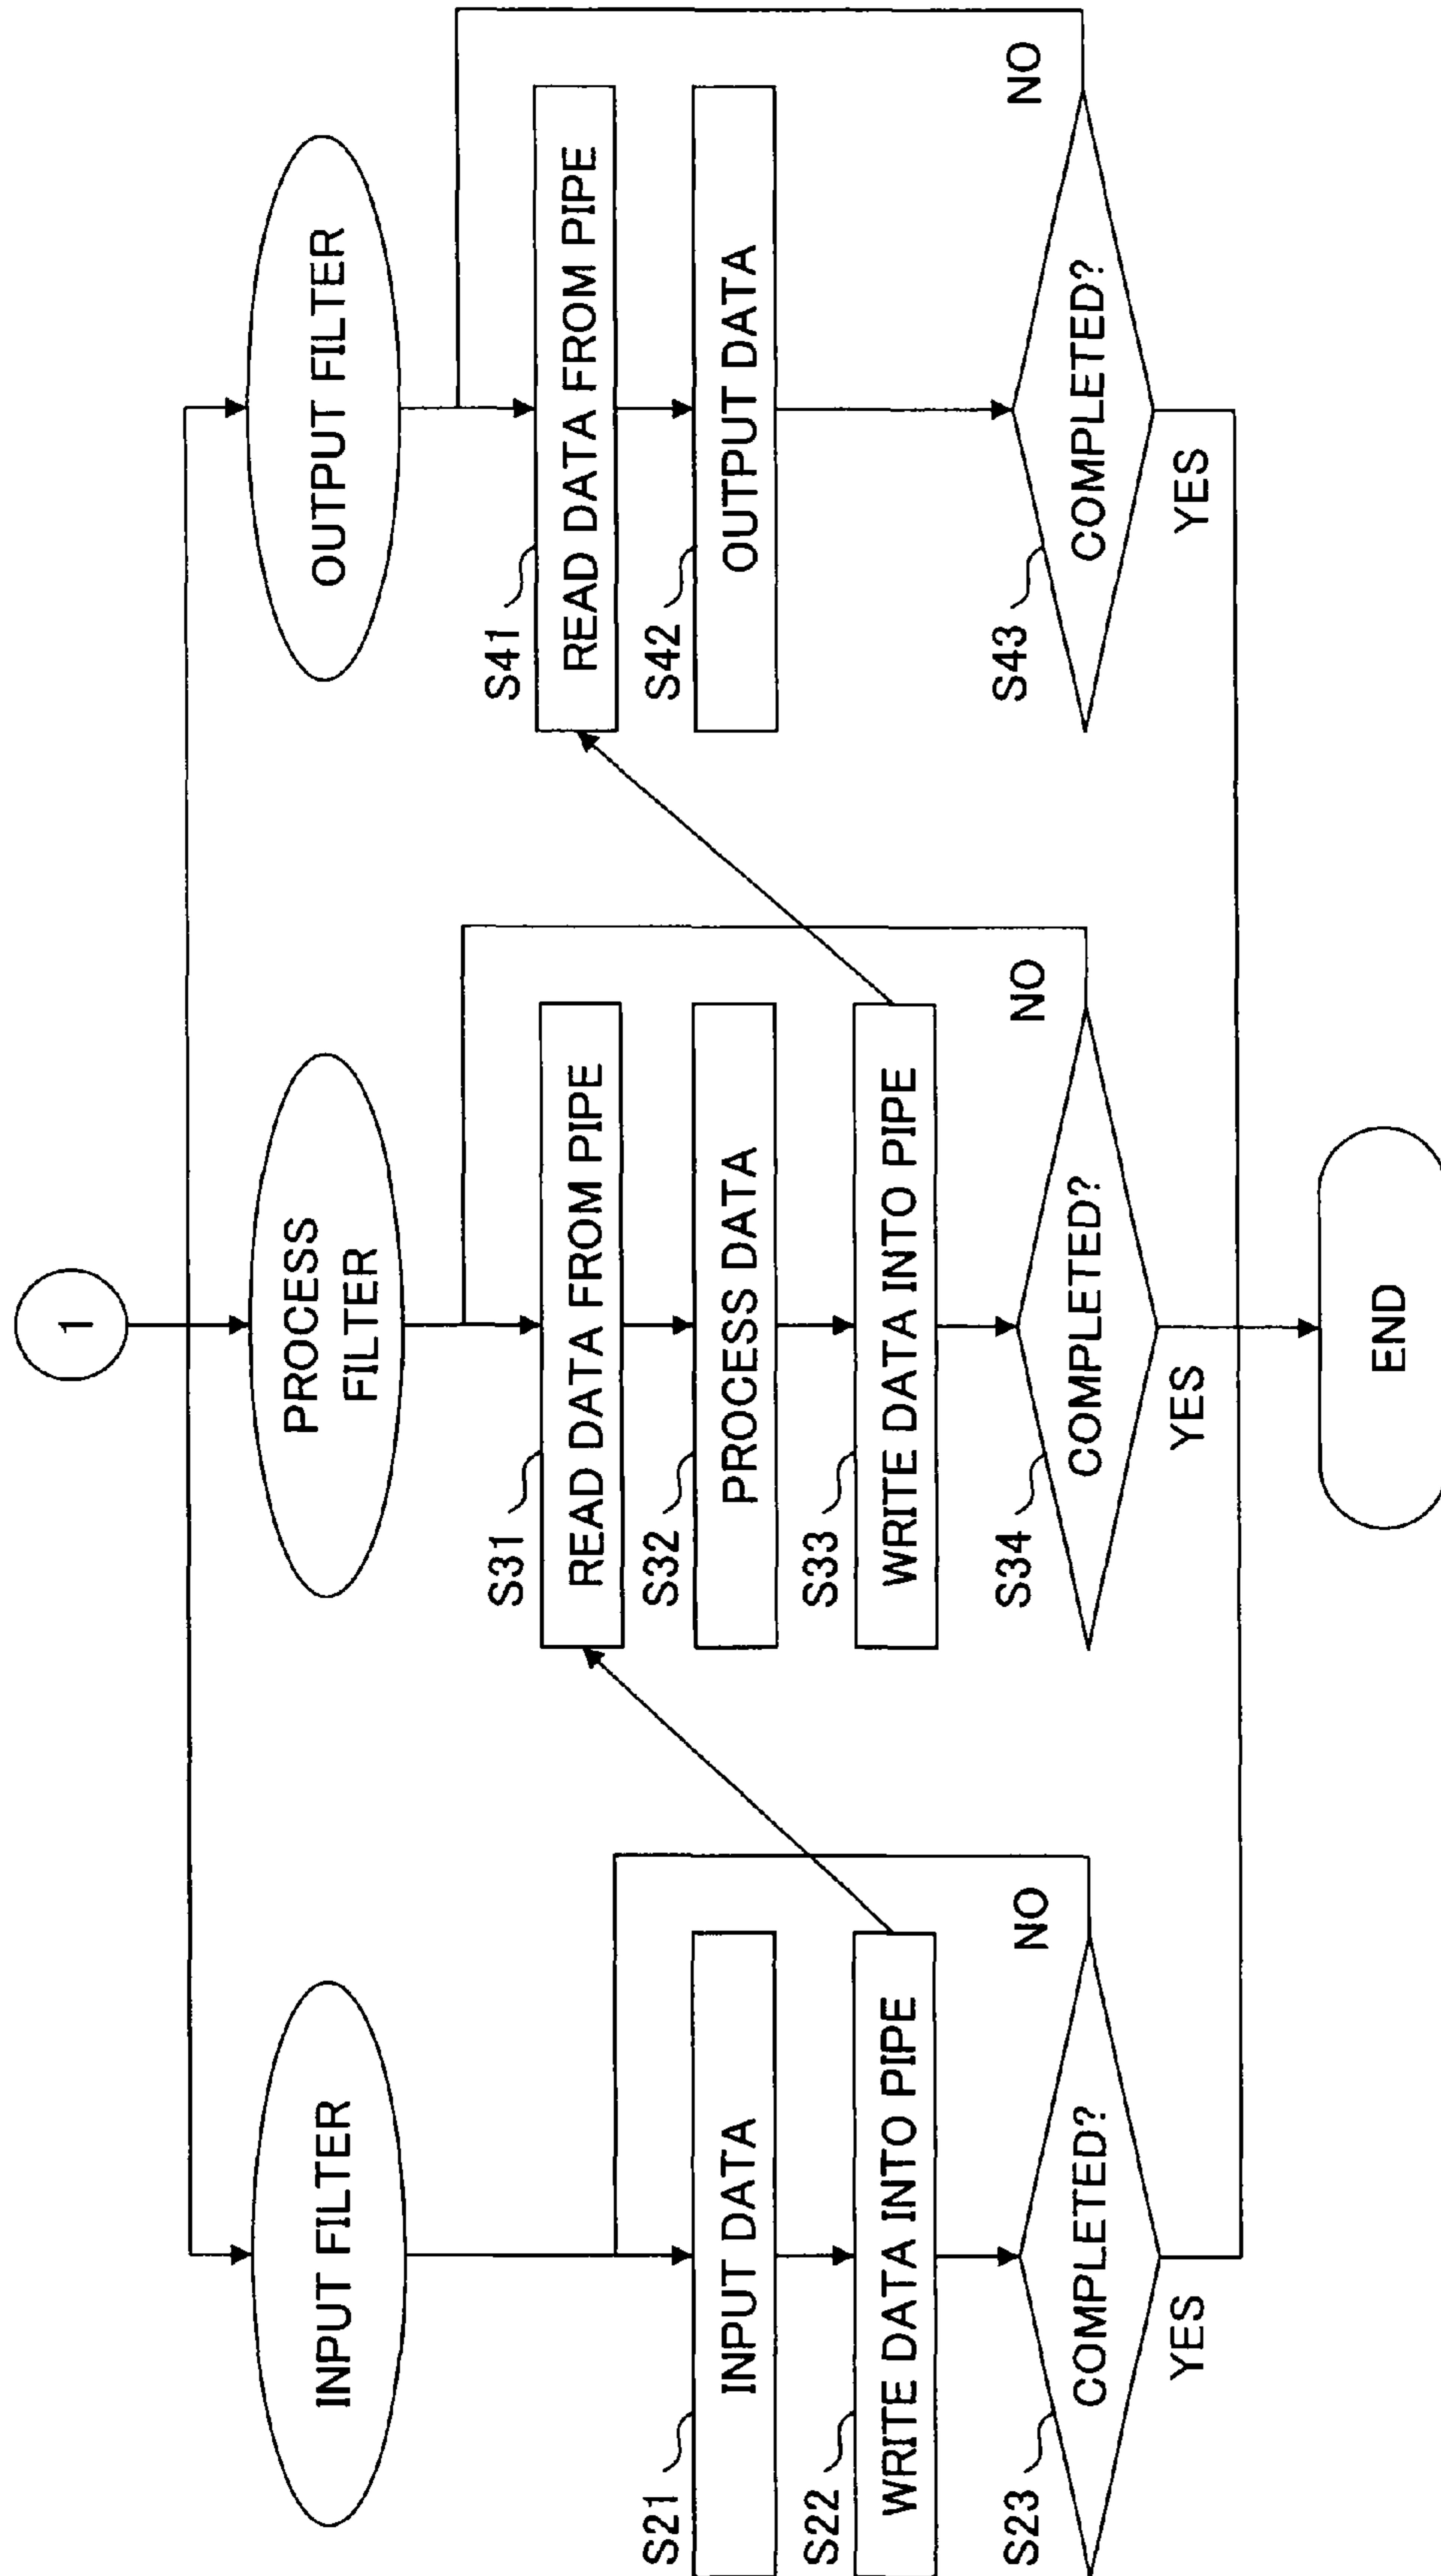 1
INPUT FILTER
S21
INPUT DATA
S22
WRITE DATA INTO PIPE
S23
COMPLETED?
NO
YES
PROCESS
FILTER
S31
READ DATA FROM PIPE
S32
PROCESS DATA
S33
WRITE DATA INTO PIPE
S34
COMPLETED?
NO
YES
OUTPUT FILTER
S41
READ DATA FROM PIPE
S42
OUTPUT DATA
S43
COMPLETED?
NO
YES
END